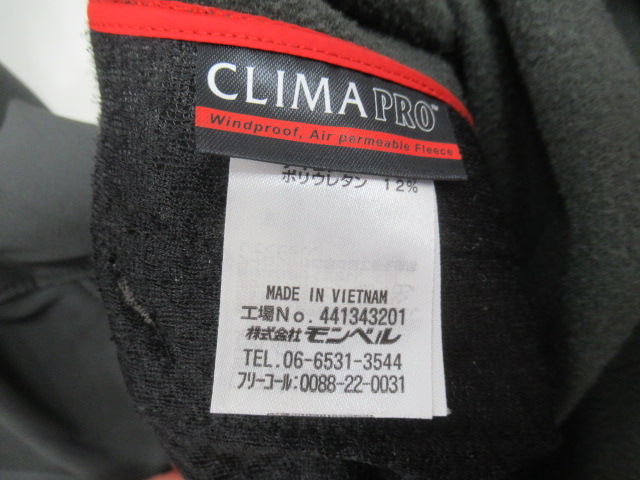 CLIMAPRO™
Windproof, Air permeable Fleece
ポリウレタン 12%
MADE IN VIETNAM
工場No. 441343201
株式会社モンベル
TEL. 06-6531-3544
フリーコール:0088-22-0031